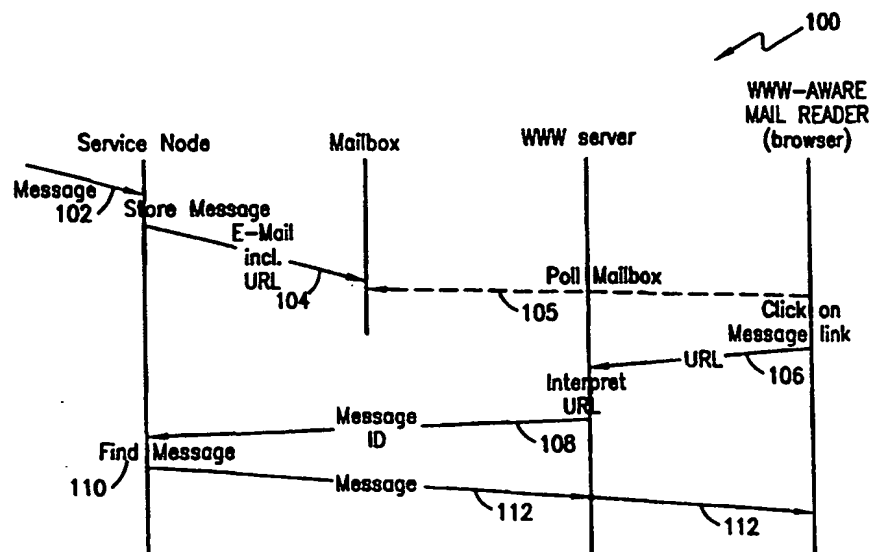 100
WWW-AWARE
MAIL READER
(browser)
Service Node
Mailbox
WWW server
Message
102
Store Message
E-Mail
incl.
URL
104
Poll Mailbox
105
Click on
Message link
URL
106
Interpret
URL
Message
ID
108
Find Message
110
Message
112
112